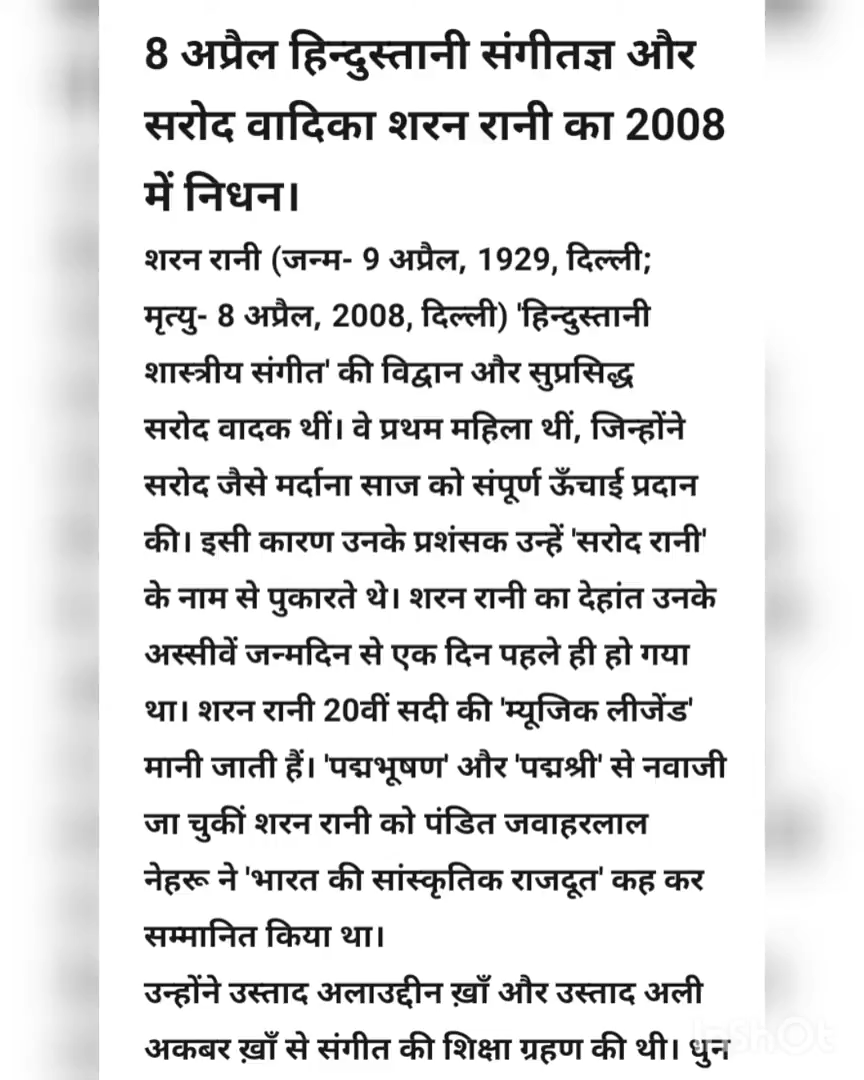 8 अप्रैल हिन्दुस्तानी संगीतज्ञ और
सरोद वादिका शरन रानी का 2008
में निधन।
शरन रानी (जन्म- 9 अप्रैल, 1929, दिल्ली;
मृत्यु- 8 अप्रैल, 2008, दिल्ली) 'हिन्दुस्तानी
शास्त्रीय संगीत' की विद्वान और सुप्रसिद्ध
सरोद वादक थीं। वे प्रथम महिला थीं, जिन्होंने
सरोद जैसे मर्दाना साज को संपूर्ण ऊँचाई प्रदान
की। इसी कारण उनके प्रशंसक उन्हें 'सरोद रानी'
के नाम से पुकारते थे। शरन रानी का देहांत उनके
अस्सीवें जन्मदिन से एक दिन पहले ही हो गया
था। शरन रानी 20वीं सदी की 'म्यूजिक लीजेंड'
मानी जाती हैं। 'पद्मभूषण' और 'पद्मश्री' से नवाजी
जा चुकीं शरन रानी को पंडित जवाहरलाल
नेहरू ने 'भारत की सांस्कृतिक राजदूत' कह कर
सम्मानित किया था।
उन्होंने उस्ताद अलाउद्दीन ख़ाँ और उस्ताद अली
अकबर ख़ाँ से संगीत की शिक्षा ग्रहण की थी। धुन
InShOt